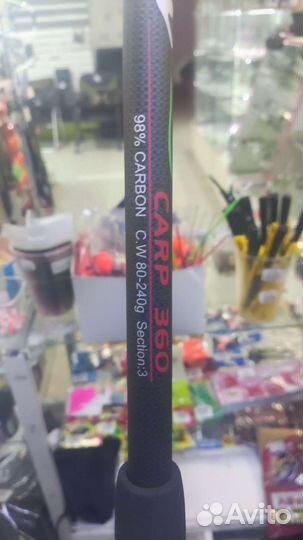 CARP 360
98% CARBON C.W 80-240g Section;3
Avito